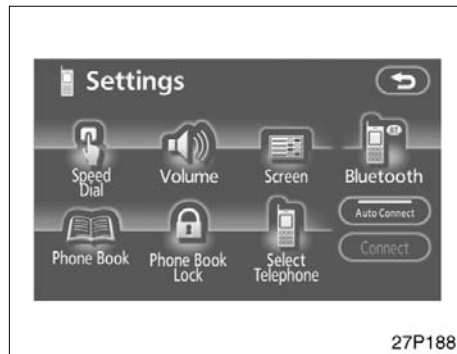 Settings
Speed
Dial
Volume
Screen
Bluetooth
Phone Book
Phone Book
Lock
Select
Telephone
Auto Connect
Connect
27P188